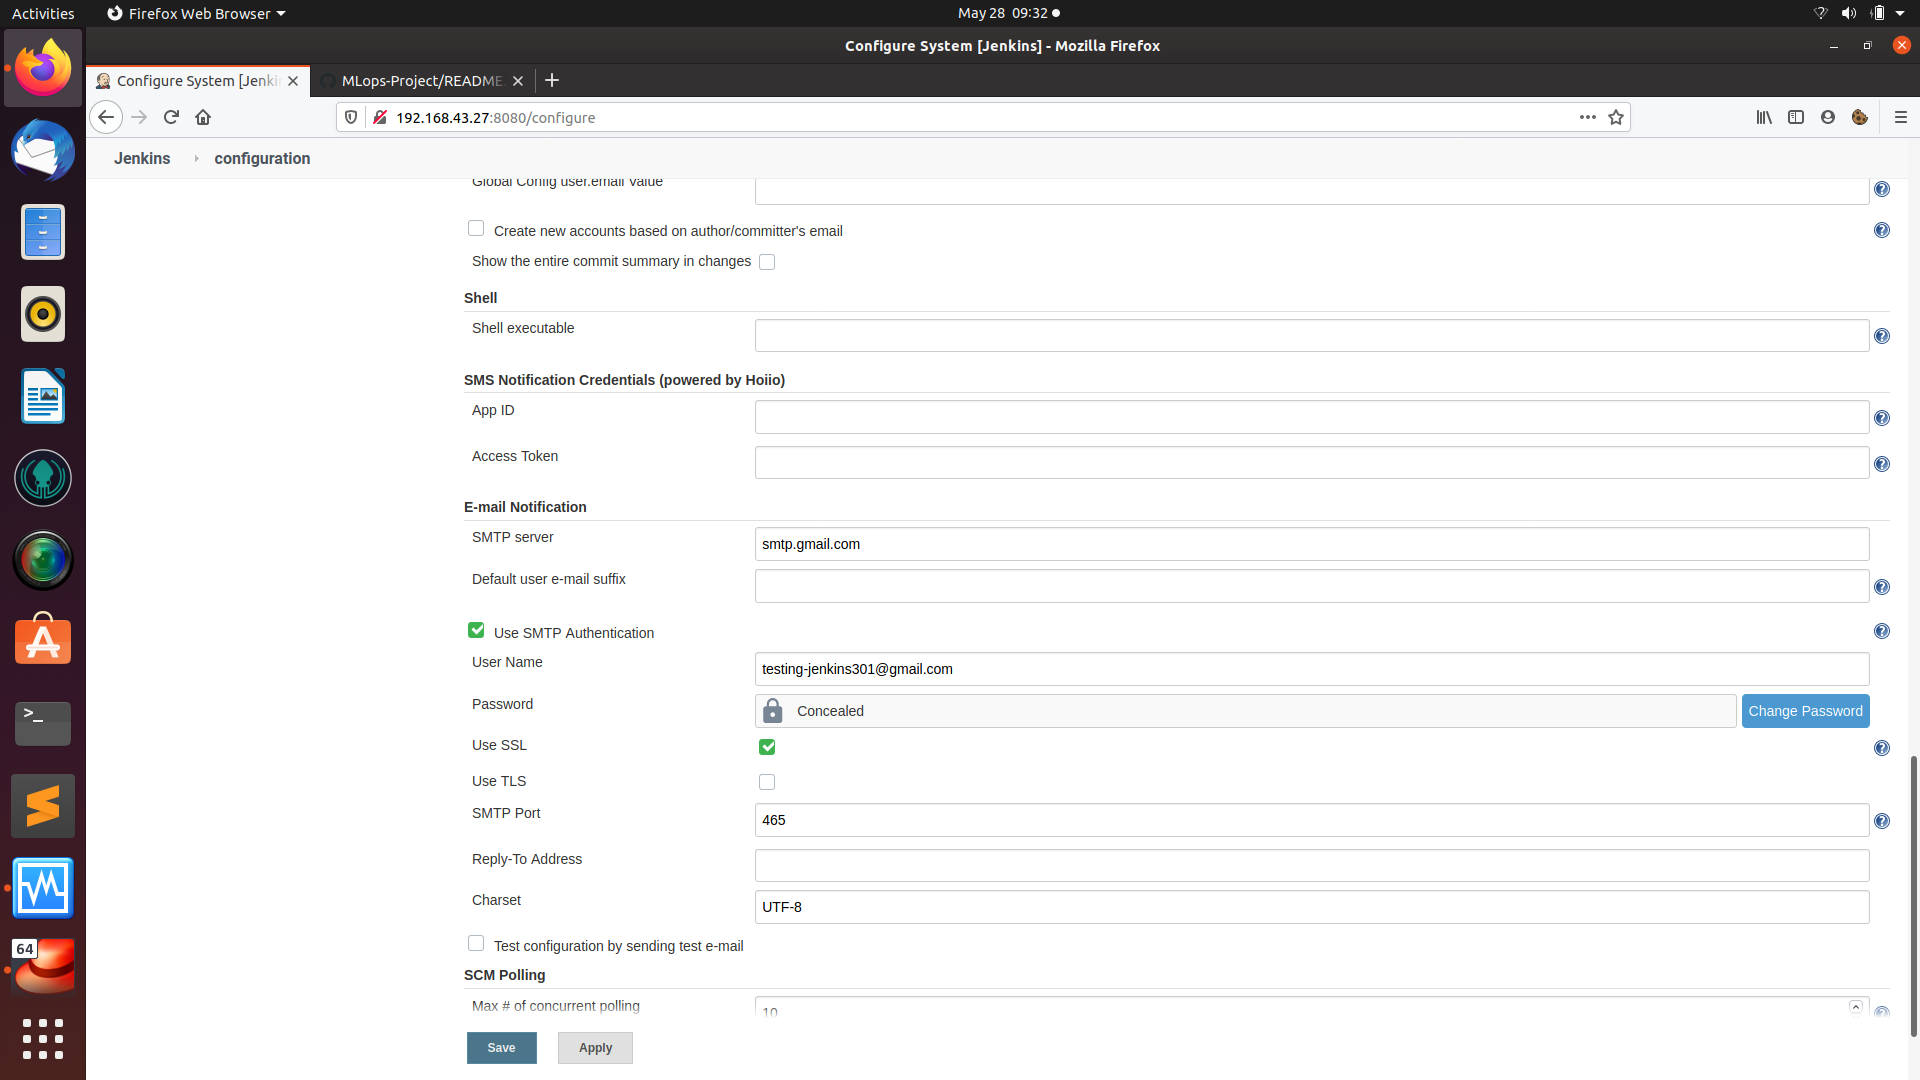 Activities Firefox Web Browser May 28 09:32
Configure System [Jenkins] - Mozilla Firefox
Configure System [Jenki MLops-Project/README.
192.168.43.27:8080/configure
Jenkins configuration
Global Config user.email Value
Create new accounts based on author/committer's email
Show the entire commit summary in changes
Shell
Shell executable
SMS Notification Credentials (powered by Hoiio)
App ID
Access Token
E-mail Notification
SMTP server smtp.gmail.com
Default user e-mail suffix
Use SMTP Authentication
User Name testing-jenkins301@gmail.com
Password Concealed Change Password
Use SSL
Use TLS
SMTP Port 465
Reply-To Address
Charset UTF-8
Test configuration by sending test e-mail
64
SCM Polling
Max # of concurrent polling 10
Save Apply